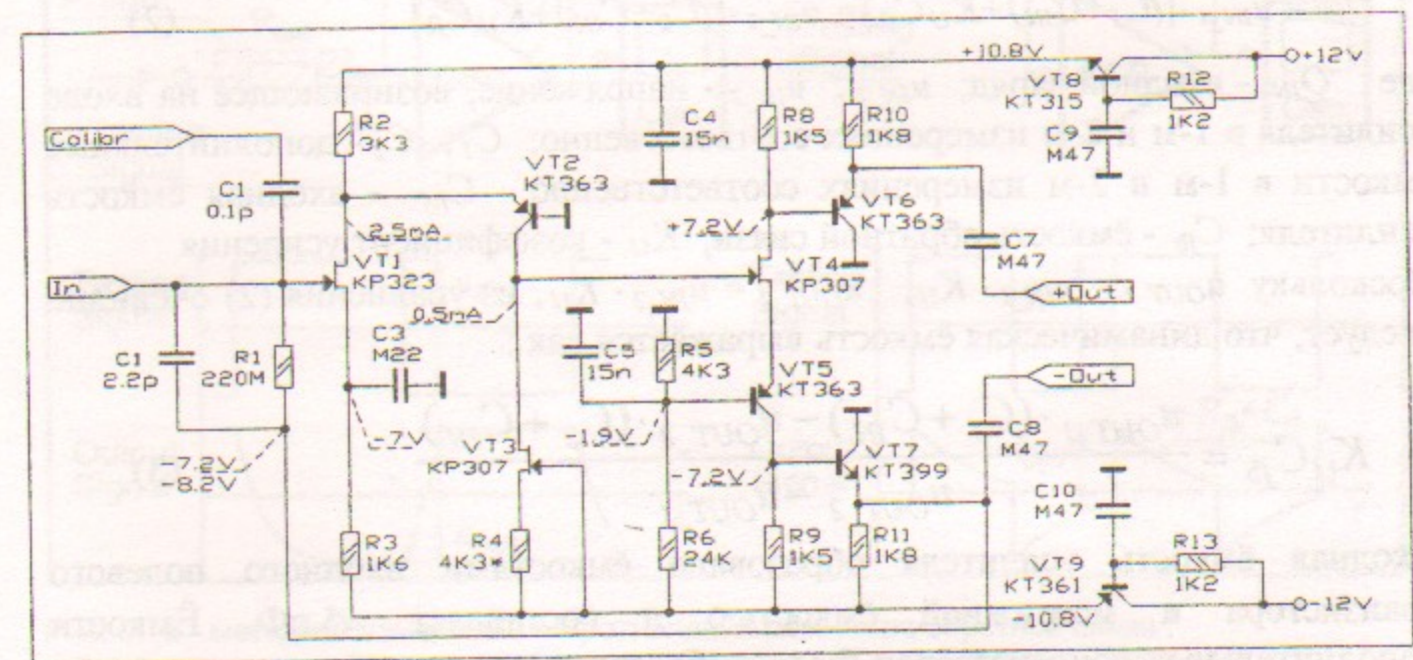 Calibr
C1
0.1p
In
C1
2.2p
R1
220M
-7.2V
-8.2V
R2
3K3
2.5mA
VT1
KP323
0.5mA
C3
M22
-7V
R3
1K6
VT2
KT363
VT3
KP307
R4
4K3*
C4
15n
C5
15n
R5
4K3
-1.9V
R6
24K
R8
1K5
+7.2V
VT4
KP307
VT5
KT363
-7.2V
R9
1K5
R10
1K8
VT6
KT363
VT7
KT399
R11
1K8
C7
M47
+Out
-Out
C8
M47
+10.8V
VT8
KT315
C9
M47
R12
1K2
+12V
C10
M47
VT9
KT361
R13
1K2
-10.8V
-12V